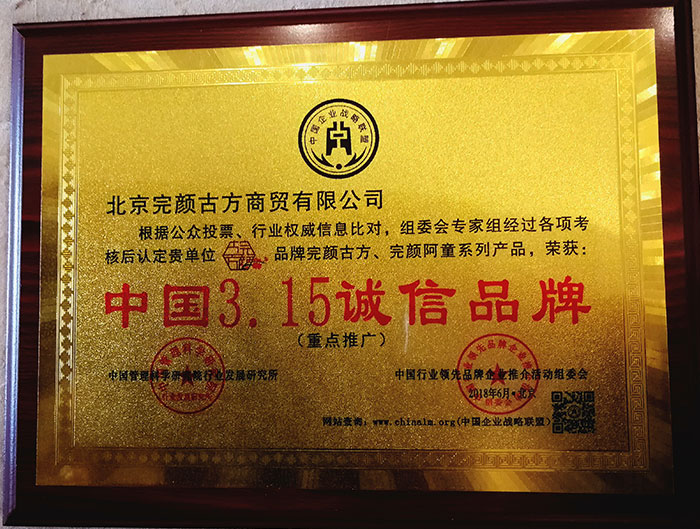 中国企业战略联盟
北京完颜古方商贸有限公司
根据公众投票、行业权威信息比对，组委会专家组经过各项考
核后认定贵单位 品牌完颜古方、完颜阿童系列产品，荣获：
中国3.15诚信品牌
（重点推广）
中国管理科学研究院行业发展研究所
中国行业领先品牌企业推介活动组委会
2018年6月·北京
网站查询：www.chinalm.org(中国企业战略联盟)